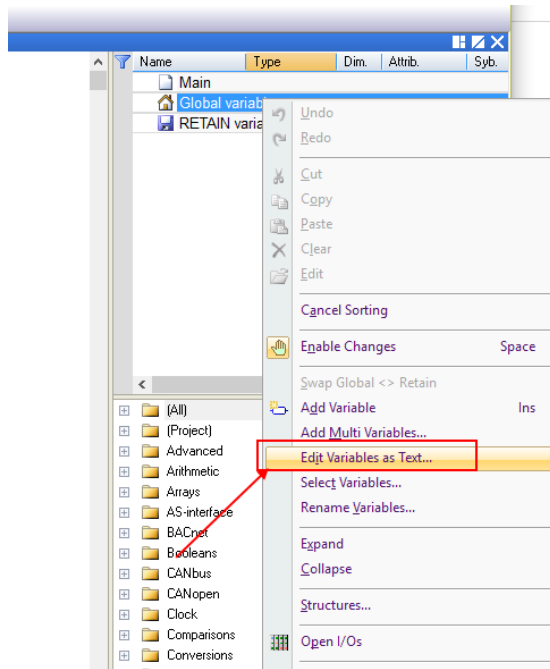 Name Type Dim. Attrib. Syb.
Main
Global variab
RETAIN varia
Undo
Redo
Cut
Copy
Paste
Clear
Edit
Cancel Sorting
Enable Changes Space
Swap Global <> Retain
Add Variable Ins
Add Multi Variables...
Edit Variables as Text...
Select Variables...
Rename Variables...
Expand
Collapse
Structures...
Open I/Os
(All)
(Project)
Advanced
Arithmetic
Arrays
AS-interface
BACnet
Booleans
CANbus
CANopen
Clock
Comparisons
Conversions